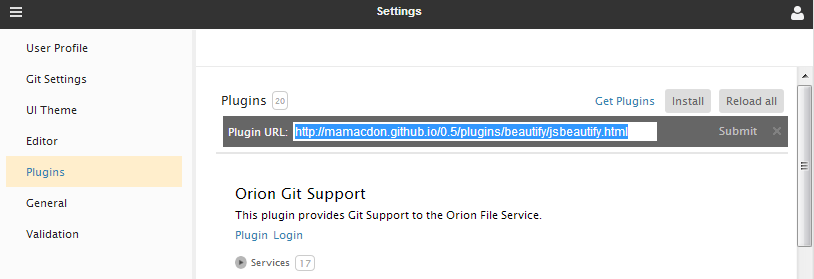 Settings
User Profile
Git Settings
UI Theme
Editor
Plugins
General
Validation
Plugins 20 Get Plugins Install Reload all
Plugin URL: http://mamacdon.github.io/0.5/plugins/beautify/jsbeautify.html Submit ×
Orion Git Support
This plugin provides Git Support to the Orion File Service.
Plugin Login
Services 17